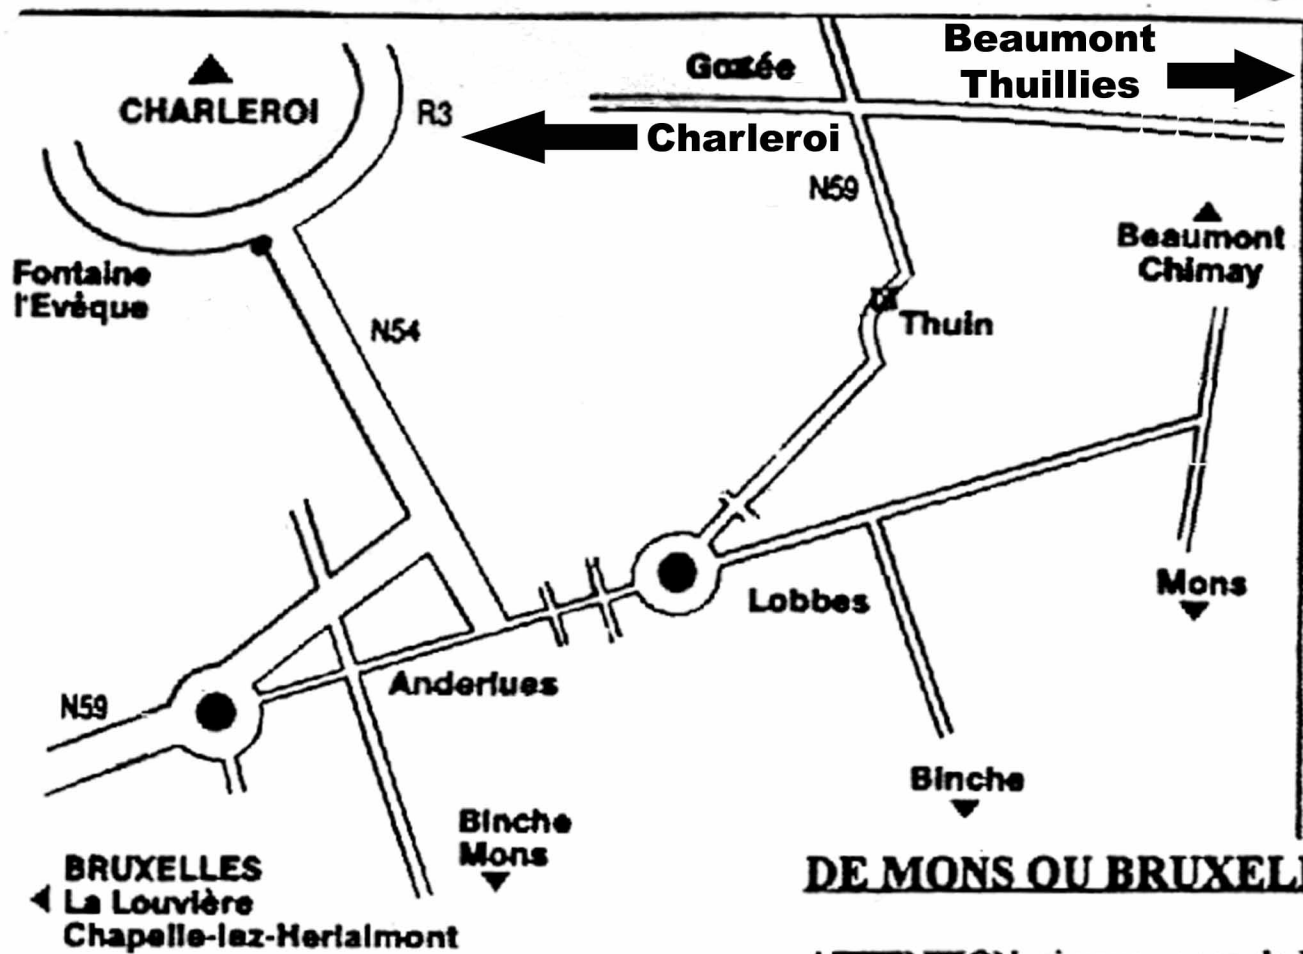 Beaumont
Thuillies
Gozée
CHARLEROI
R3
Charleroi
N59
Beaumont
Chimay
Fontaine
l'Evêque
N54
Thuin
Mons
Lobbes
Anderlues
N59
Binche
Binche
Mons
BRUXELLES
La Louvière
Chapelle-lez-Herlaimont
DE MONS OU BRUXEL